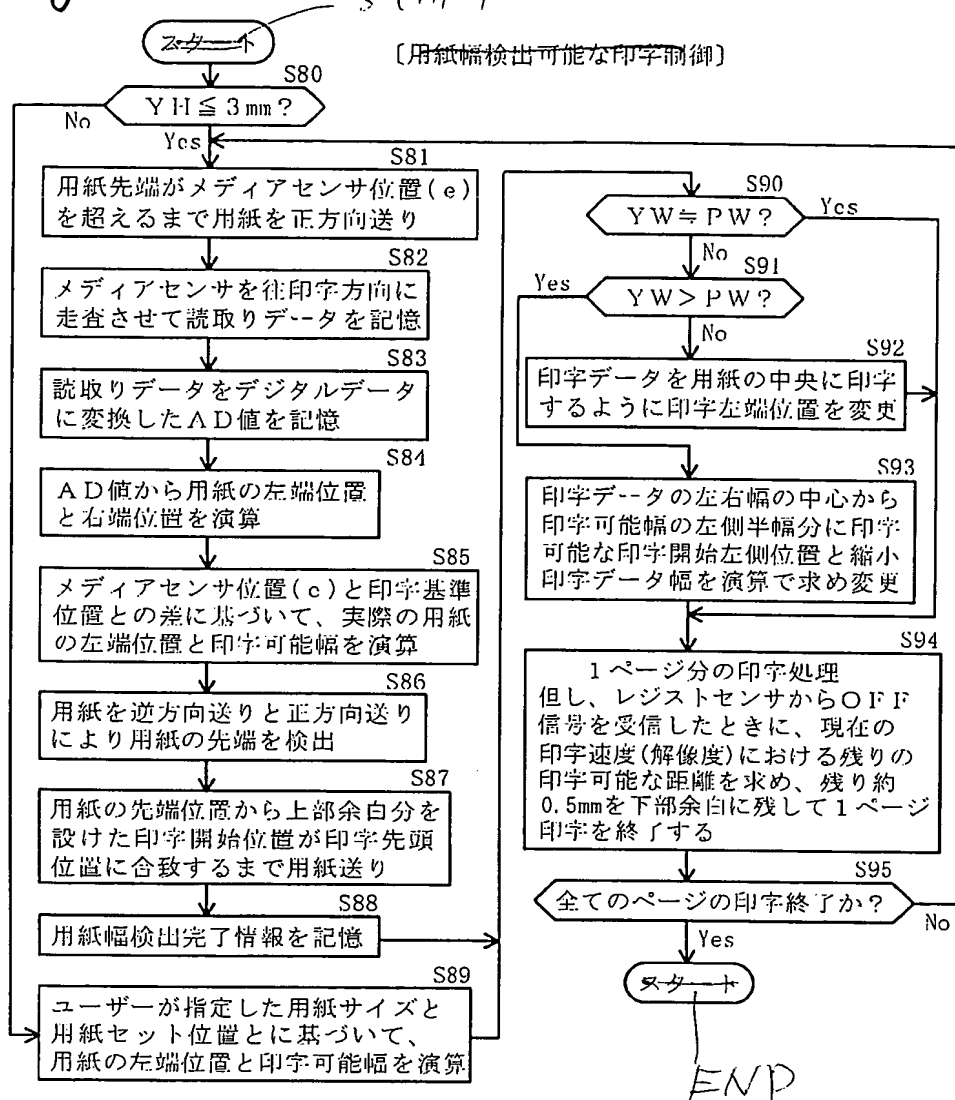 START
スタート
〔用紙幅検出可能な印字制御〕
S80
YH≦3mm?
No
Yes
S81
用紙先端がメディアセンサ位置(e)
を超えるまで用紙を正方向送り
S82
メディアセンサを往印字方向に
走査させて読取りデータを記憶
S83
読取りデータをデジタルデータ
に変換したAD値を記憶
S84
AD値から用紙の左端位置
と右端位置を演算
S85
メディアセンサ位置(e)と印字基準
位置との差に基づいて、実際の用紙
の左端位置と印字可能幅を演算
S86
用紙を逆方向送りと正方向送り
により用紙の先端を検出
S87
用紙の先端位置から上部余白分を
設けた印字開始位置が印字先頭
位置に合致するまで用紙送り
S88
用紙幅検出完了情報を記憶
S89
ユーザーが指定した用紙サイズと
用紙セット位置とに基づいて、
用紙の左端位置と印字可能幅を演算
S90
YW≒PW?
Yes
No
S91
YW>PW?
Yes
No
S92
印字データを用紙の中央に印字
するように印字左端位置を変更
S93
印字データの左右幅の中心から
印字可能幅の左側半幅分に印字
可能な印字開始左側位置と縮小
印字データ幅を演算で求め変更
S94
1ページ分の印字処理
但し、レジストセンサからOFF
信号を受信したときに、現在の
印字速度(解像度)における残りの
印字可能な距離を求め、残り約
0.5mmを下部余白に残して1ページ
印字を終了する
S95
全てのページの印字終了か?
No
Yes
スタート
END